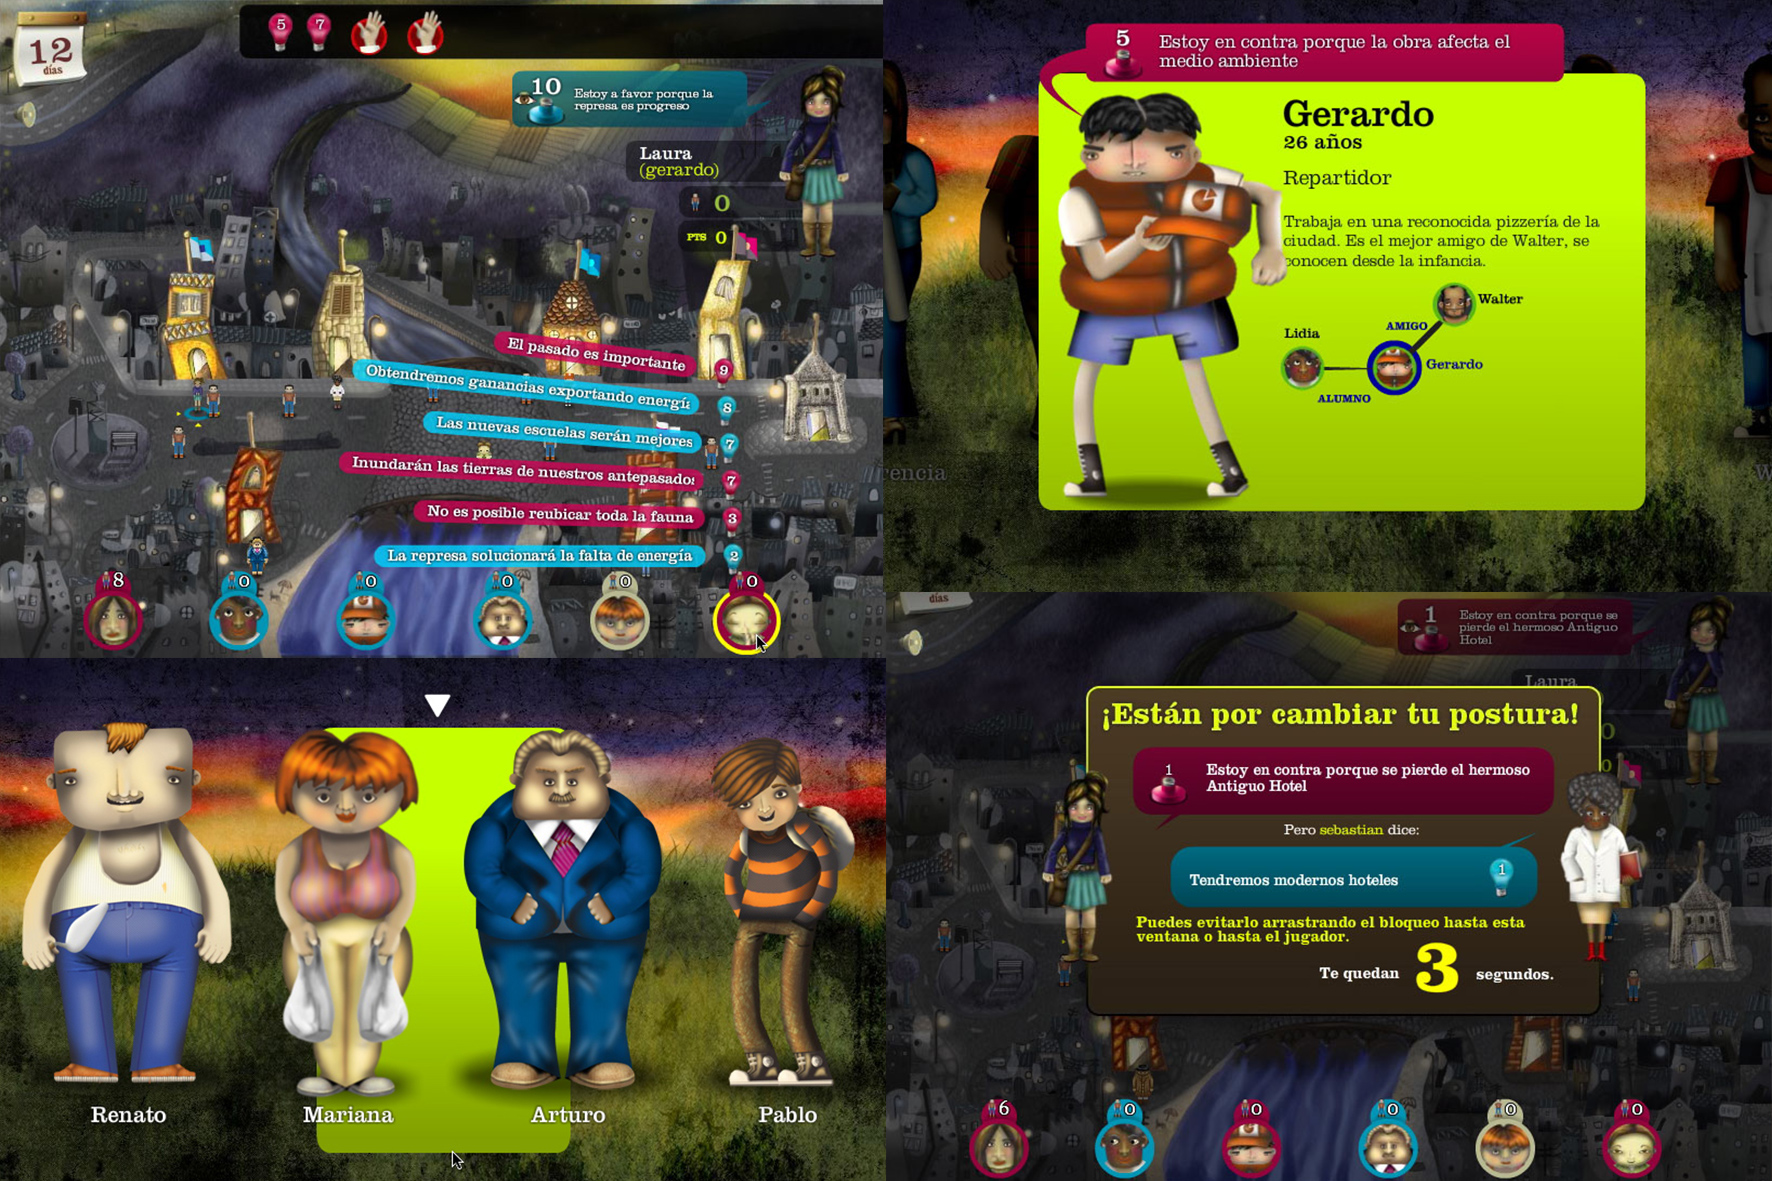 12
días
5
7
10
Estoy a favor porque la
represa es progreso
Laura
(gerardo)
0
PTS 0
El pasado es importante
9
Obtendremos ganancias exportando energía
8
Las nuevas escuelas serán mejores
7
Inundarán las tierras de nuestros antepasados
7
No es posible reubicar toda la fauna
3
La represa solucionará la falta de energía
2
8
0
0
0
0
0
5
Estoy en contra porque la obra afecta el
medio ambiente
Gerardo
26 años
Repartidor
Trabaja en una reconocida pizzería de la
ciudad. Es el mejor amigo de Walter, se
conocen desde la infancia.
Walter
AMIGO
Lidia
Gerardo
ALUMNO
rencia
W
Renato
Mariana
Arturo
Pablo
días
1
Estoy en contra porque se
pierde el hermoso Antiguo
Hotel
Laura
0
0
¡Están por cambiar tu postura!
1
Estoy en contra porque se pierde el hermoso
Antiguo Hotel
Pero sebastian dice:
Tendremos modernos hoteles
1
Puedes evitarlo arrastrando el bloqueo hasta esta
ventana o hasta el jugador.
Te quedan 3 segundos.
6
0
0
0
0
0